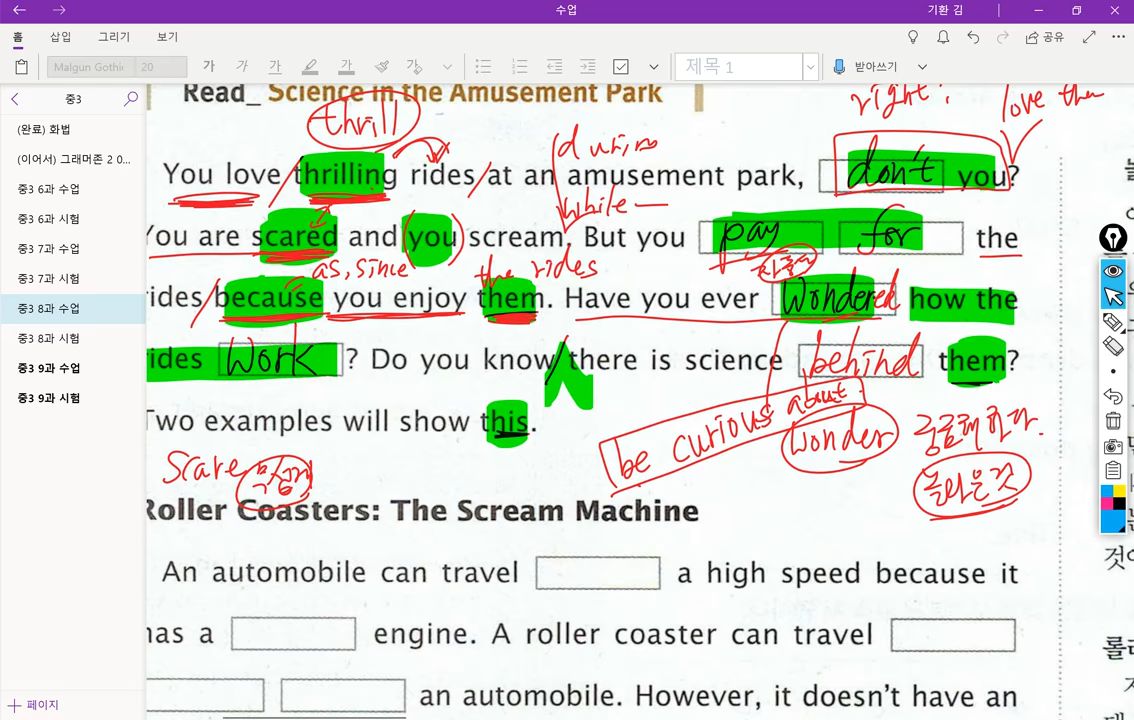 수업
기환 김
홈 삽입 그리기 보기
공유
Malgun Gothic 20
가 가 가 가
제목 1
받아쓰기
중3
(완료) 화법
(이어서) 그래머존 2 0...
중3 6과 수업
중3 6과 시험
중3 7과 수업
중3 7과 시험
중3 8과 수업
중3 8과 시험
중3 9과 수업
중3 9과 시험
페이지
Read_ Science in the Amusement Park
right?
love them
thrill
during
You love thrilling rides at an amusement park, don't you?
while
You are scared and you scream. But you pay for the
as, since
the rides
rides because you enjoy them. Have you ever wondered how the
rides work? Do you know there is science behind them?
be curious about
Two examples will show this.
wonder
궁금해하다.
놀라운것
scare
Roller Coasters: The Scream Machine
An automobile can travel a high speed because it
has a engine. A roller coaster can travel
an automobile. However, it doesn't have an